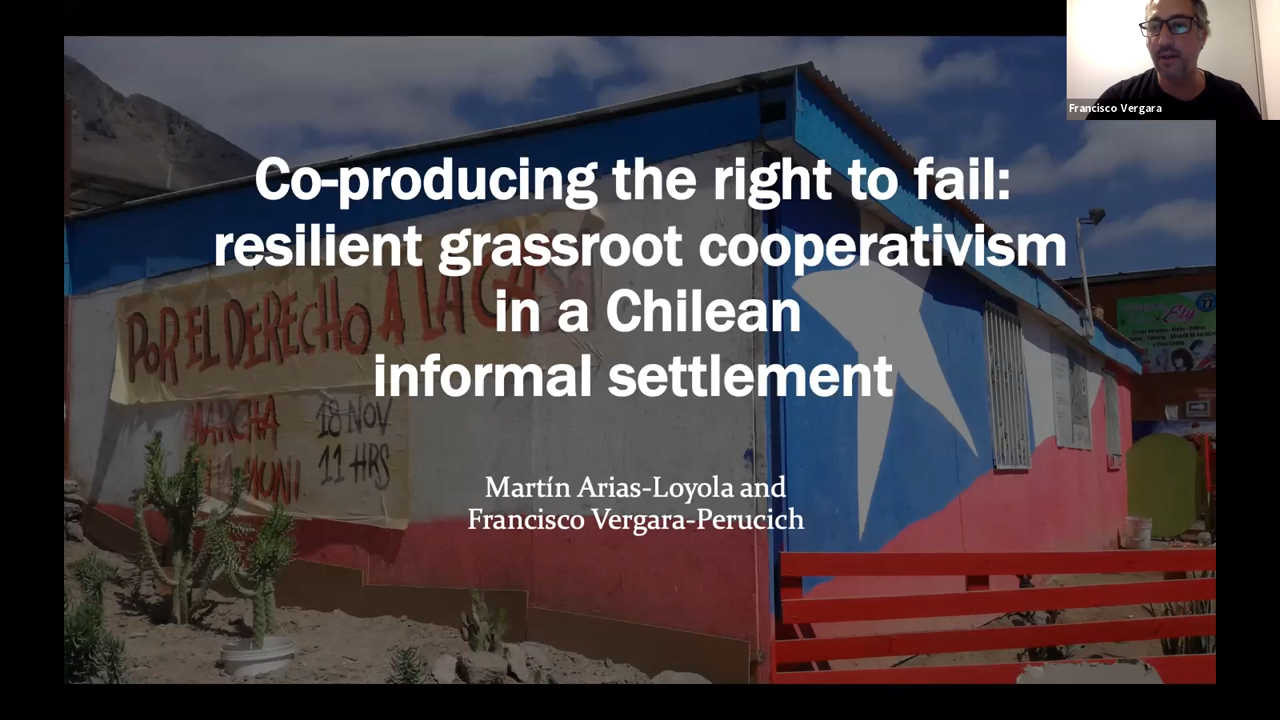 Francisco Vergara
Co-producing the right to fail:
resilient grassroot cooperativism
in a Chilean
informal settlement
POR EL DERECHO A LA
MARCHA 18 NOV
11 HRS
Ely
Martín Arias-Loyola and
Francisco Vergara-Perucich